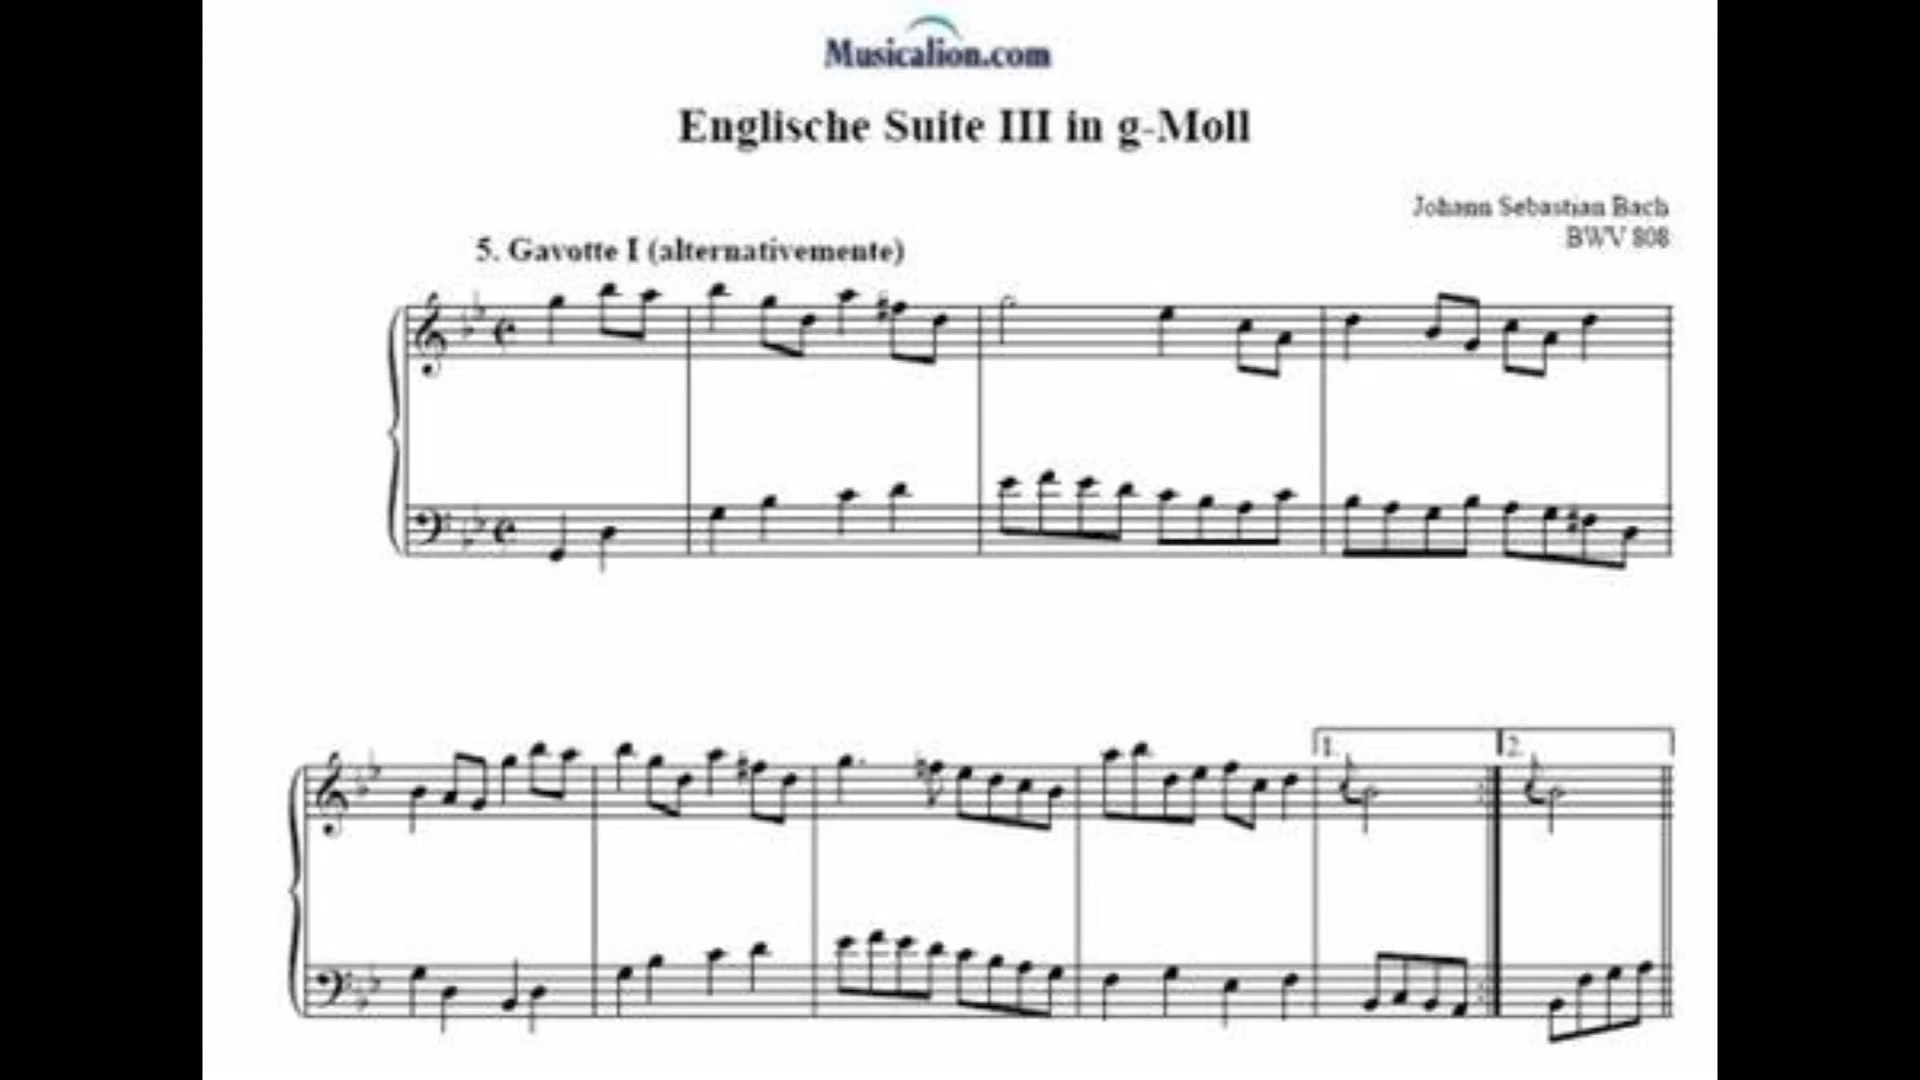 Musicalion.com
Englische Suite III in g-Moll
Johann Sebastian Bach
BWV 808
5. Gavotte I (alternativemente)
1. 2.